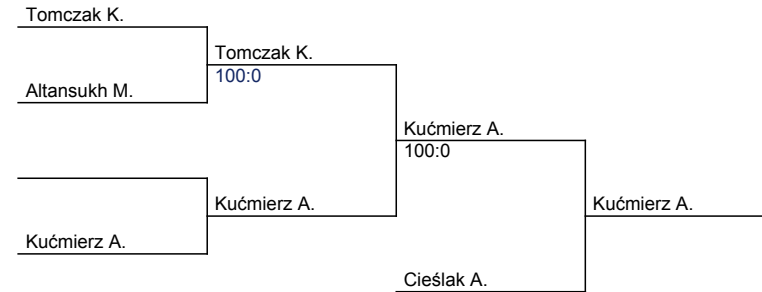 Tomczak K.
Tomczak K.
100:0
Altansukh M.
Kućmierz A.
100:0
Kućmierz A.
Kućmierz A.
Kućmierz A.
Cieślak A.